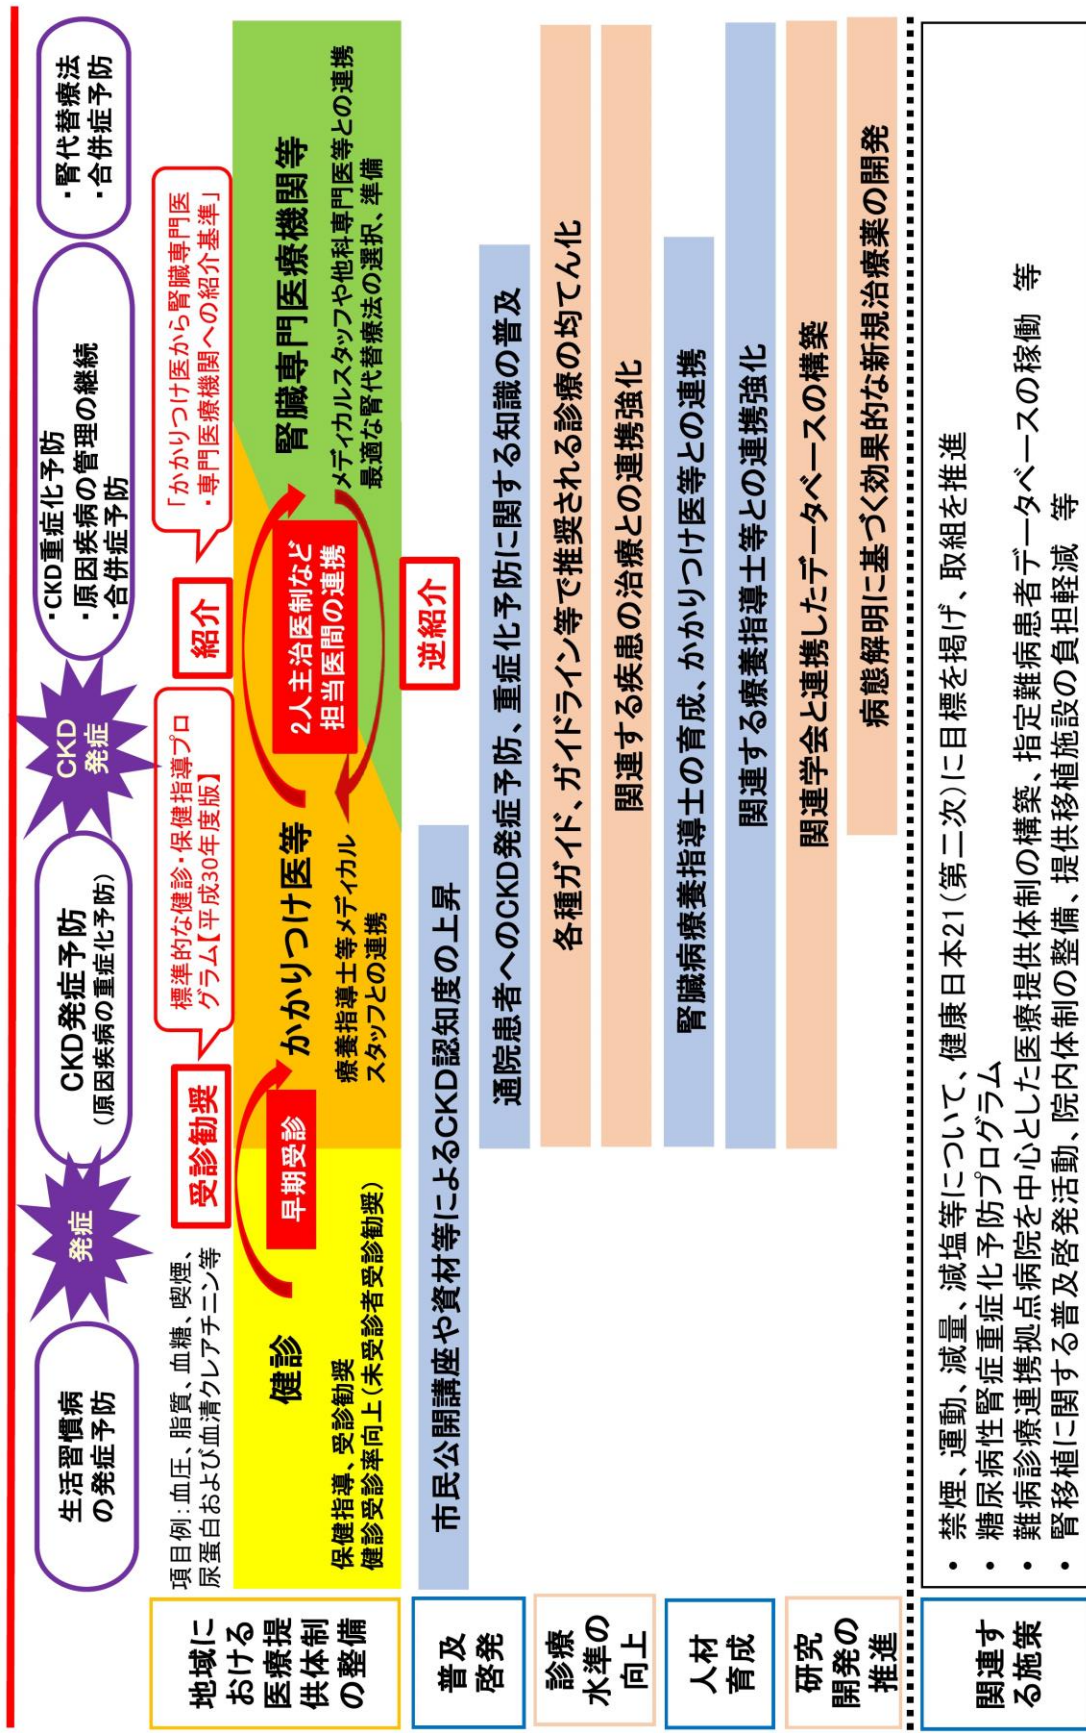 生活習慣病
の発症予防
発症
CKD発症予防
(原因疾病の重症化予防)
CKD
発症
・CKD重症化予防
・原因疾病の管理の継続
・合併症予防
・腎代替療法
・合併症予防
地域に
おける
医療提
供体制
の整備
項目例:血圧、脂質、血糖、喫煙、
尿蛋白および血清クレアチニン等
受診勧奨
標準的な健診・保健指導プロ
グラム【平成30年度版】
紹介
「かかりつけ医から腎臓専門医
・専門医療機関への紹介基準」
健診
保健指導、受診勧奨
健診受診率向上(未受診者受診勧奨)
早期受診
かかりつけ医等
療養指導士等メディカル
スタッフとの連携
2人主治医制など
担当医間の連携
逆紹介
腎臓専門医療機関等
メディカルスタッフや他科専門医等との連携
最適な腎代替療法の選択、準備
普及
啓発
市民公開講座や資材等によるCKD認知度の上昇
通院患者へのCKD発症予防、重症化予防に関する知識の普及
診療
水準の
向上
各種ガイド、ガイドライン等で推奨される診療の均てん化
関連する疾患の治療との連携強化
人材
育成
腎臓病療養指導士の育成、かかりつけ医等との連携
関連する療養指導士等との連携強化
研究
開発の
推進
関連学会と連携したデータベースの構築
病態解明に基づく効果的な新規治療薬の開発
関連す
る施策
• 禁煙、運動、減量、減塩等について、健康日本21(第二次)に目標を掲げ、取組を推進
• 糖尿病性腎症重症化予防プログラム
• 難病診療連携拠点病院を中心とした医療提供体制の構築、指定難病患者データベースの稼働 等
• 腎移植に関する普及啓発活動、院内体制の整備、提供移植施設の負担軽減 等